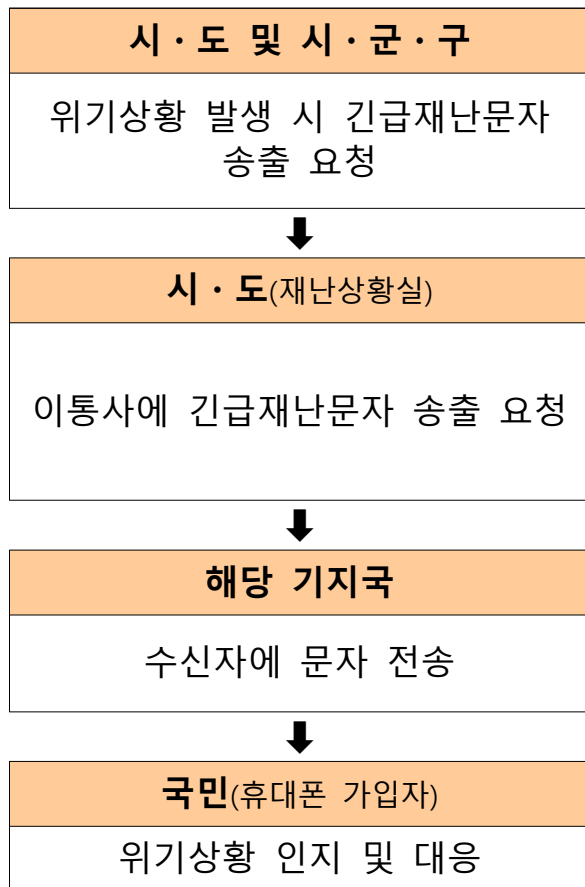 시·도 및 시·군·구
위기상황 발생 시 긴급재난문자
송출 요청
시·도(재난상황실)
이통사에 긴급재난문자 송출 요청
해당 기지국
수신자에 문자 전송
국민(휴대폰 가입자)
위기상황 인지 및 대응